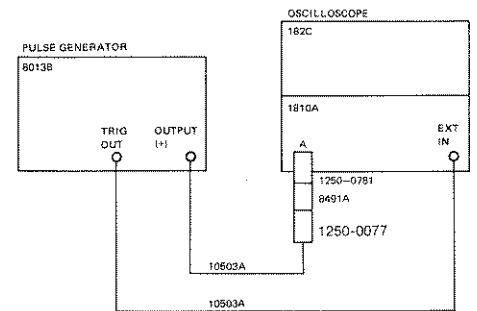 OSCILLOSCOPE
182C
PULSE GENERATOR
8013B
1810A
TRIG
OUT
OUTPUT
(+)
A
EXT
IN
1250-0781
8491A
1250-0077
10503A
10503A